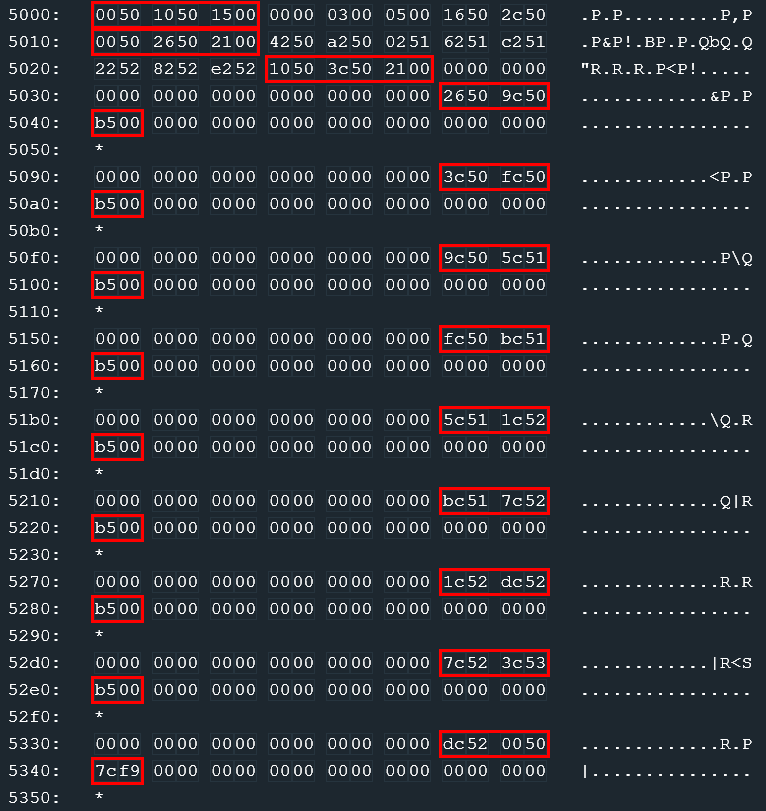 5000: 0050 1050 1500 0000 0300 0500 1650 2c50 .P.P.........P,P
5010: 0050 2650 2100 4250 a250 0251 6251 c251 .P&P!.BP.P.QbQ.Q
5020: 2252 8252 e252 1050 3c50 2100 0000 0000 "R.R.R.P<P!.....
5030: 0000 0000 0000 0000 0000 0000 2650 9c50 ............&P.P
5040: b500 0000 0000 0000 0000 0000 0000 0000 ................
5050: *
5090: 0000 0000 0000 0000 0000 0000 3c50 fc50 ............<P.P
50a0: b500 0000 0000 0000 0000 0000 0000 0000 ................
50b0: *
50f0: 0000 0000 0000 0000 0000 0000 9c50 5c51 .............P\Q
5100: b500 0000 0000 0000 0000 0000 0000 0000 ................
5110: *
5150: 0000 0000 0000 0000 0000 0000 fc50 bc51 .............P.Q
5160: b500 0000 0000 0000 0000 0000 0000 0000 ................
5170: *
51b0: 0000 0000 0000 0000 0000 0000 5c51 1c52 ............\Q.R
51c0: b500 0000 0000 0000 0000 0000 0000 0000 ................
51d0: *
5210: 0000 0000 0000 0000 0000 0000 bc51 7c52 .............Q|R
5220: b500 0000 0000 0000 0000 0000 0000 0000 ................
5230: *
5270: 0000 0000 0000 0000 0000 0000 1c52 dc52 .............R.R
5280: b500 0000 0000 0000 0000 0000 0000 0000 ................
5290: *
52d0: 0000 0000 0000 0000 0000 0000 7c52 3c53 ............|R<S
52e0: b500 0000 0000 0000 0000 0000 0000 0000 ................
52f0: *
5330: 0000 0000 0000 0000 0000 0000 dc52 0050 .............R.P
5340: 7cf9 0000 0000 0000 0000 0000 0000 0000 |...............
5350: *